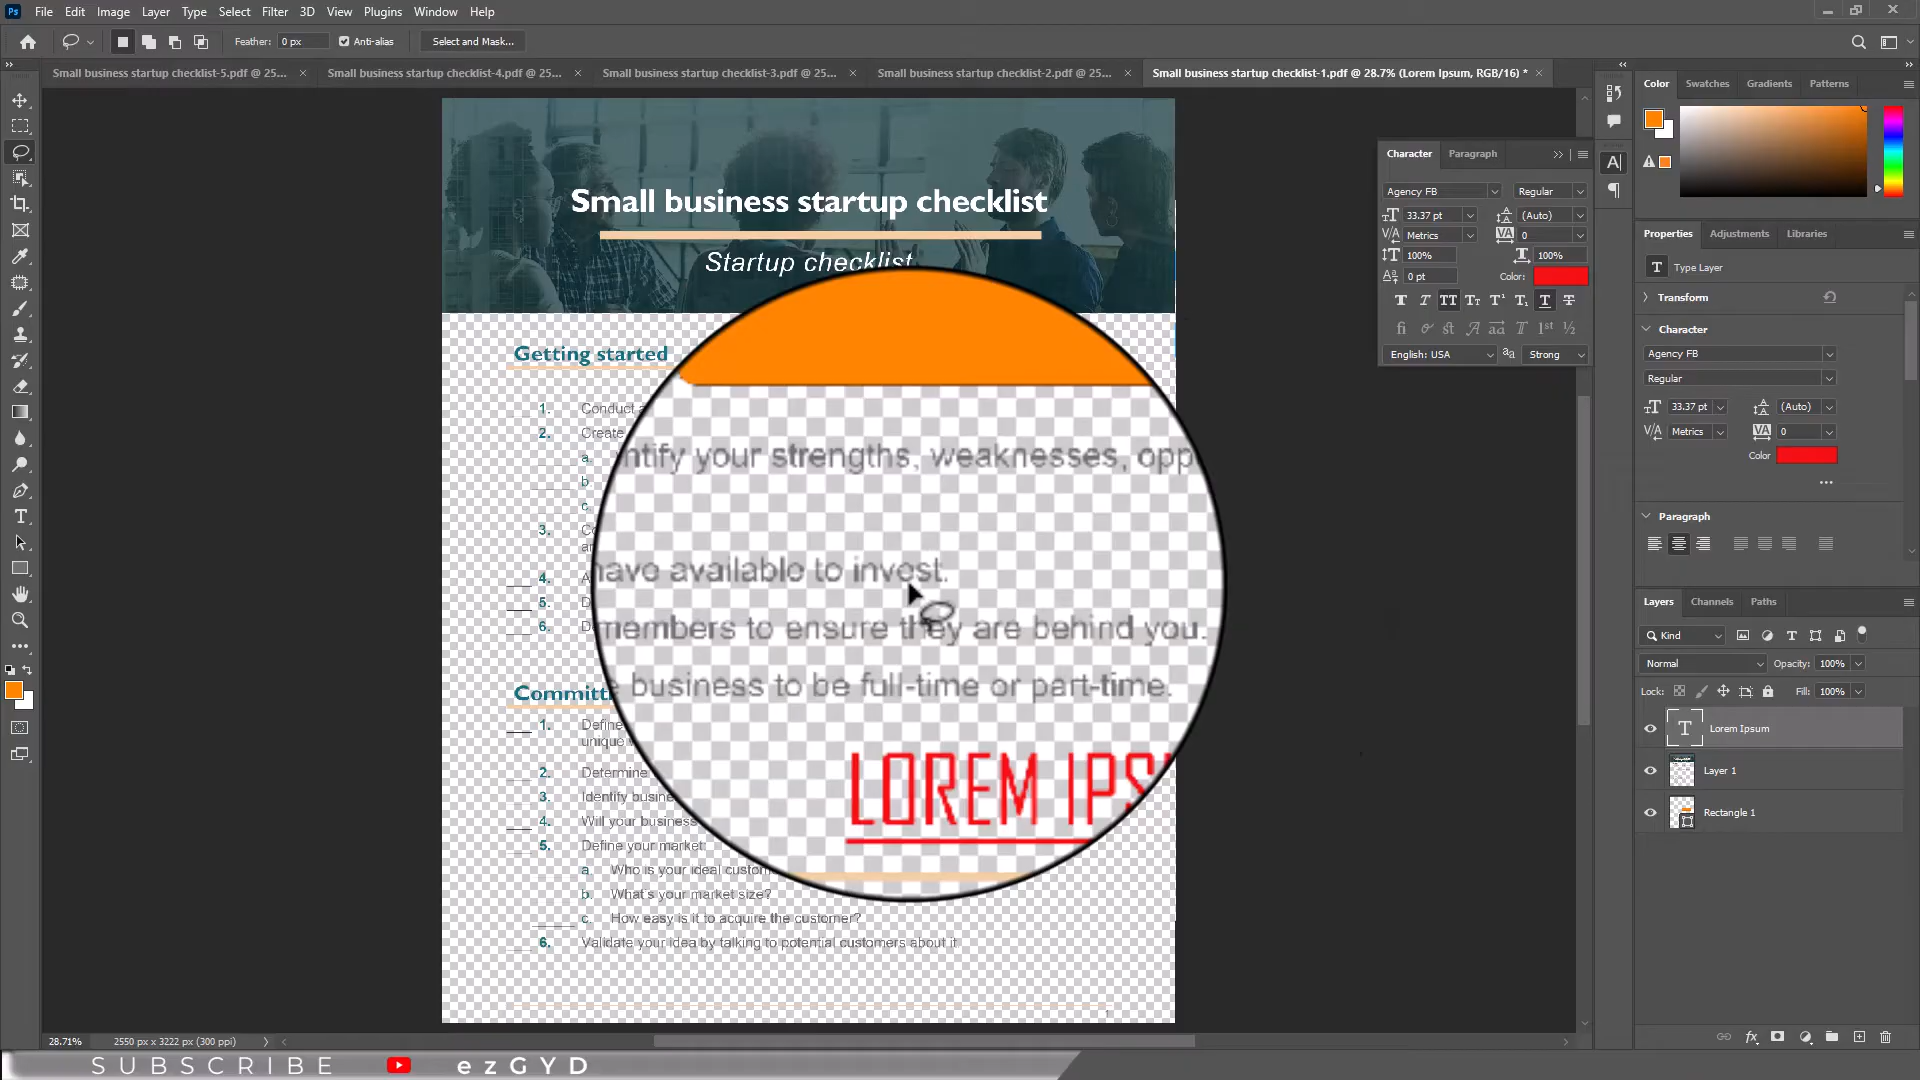 Ps File Edit Image Layer Type Select Filter 3D View Plugins Window Help
Feather: 0 px Anti-alias Select and Mask...
Small business startup checklist-5.pdf @ 25... Small business startup checklist-4.pdf @ 25... Small business startup checklist-3.pdf @ 25... Small business startup checklist-2.pdf @ 25... Small business startup checklist-1.pdf @ 28.7% (Lorem Ipsum, RGB/16) *
Small business startup checklist
Startup checklist
Getting started
1. Conduct
2. Create
a.
b.
c.
3.
4.
5.
6.
ntify your strengths, weaknesses, opp
have available to invest.
members to ensure they are behind you.
business to be full-time or part-time.
LOREM IPS
Committ
1. Define
unique
2. Determine
3. Identify busine
4. Will your business
5. Define your market:
a. Who is your ideal custom
b. What's your market size?
c. How easy is it to acquire the customer?
6. Validate your idea by talking to potential customers about it
1
Character Paragraph
Agency FB Regular
33.37 pt (Auto)
Metrics 0
100% 100%
0 pt Color:
English: USA Strong
Color Swatches Gradients Patterns
Properties Adjustments Libraries
Type Layer
Transform
Character
Agency FB
Regular
33.37 pt (Auto)
Metrics 0
Color
Paragraph
Layers Channels Paths
Kind
Normal Opacity: 100%
Lock: Fill: 100%
Lorem Ipsum
Layer 1
Rectangle 1
28.71% 2550 px x 3222 px (300 ppi)
SUBSCRIBE ezGYD